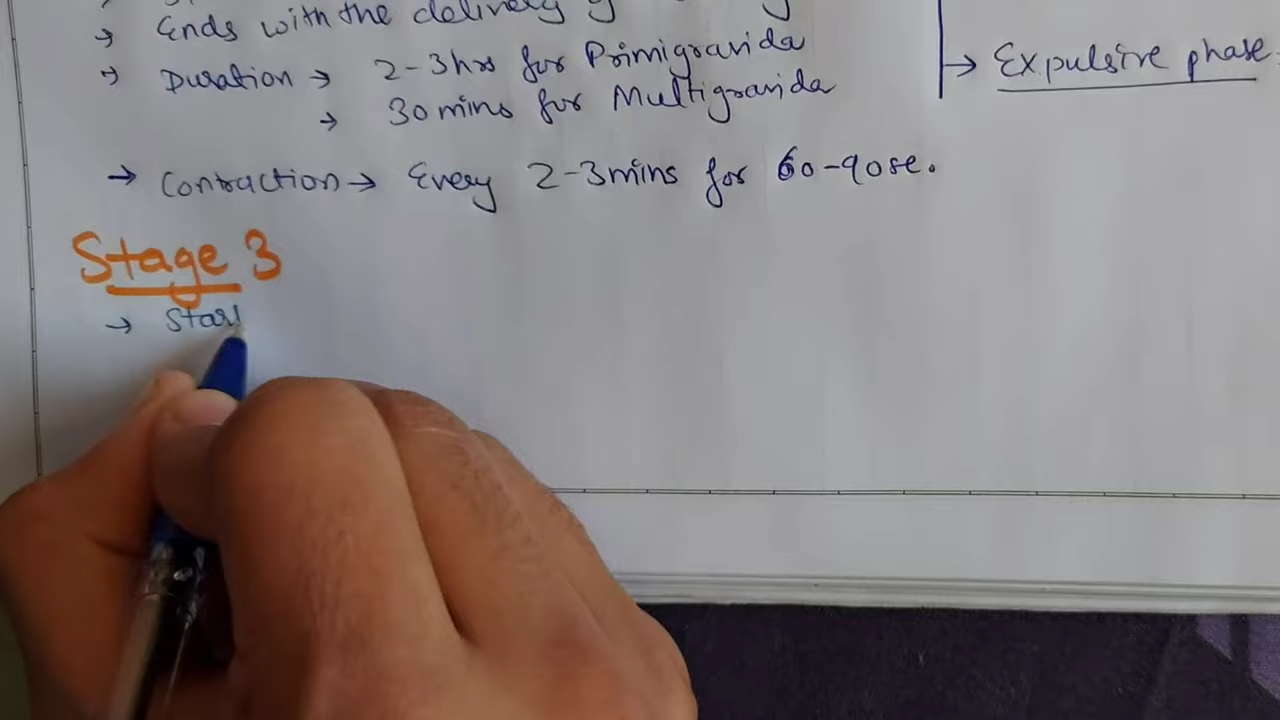 → Ends with the delivery
→ Duration → 2-3hrs for Primigravida
→ 30 mins for Multigravida
→ Expulsive phase
→ Contraction → Every 2-3mins for 60-90se.
Stage 3
→ Star